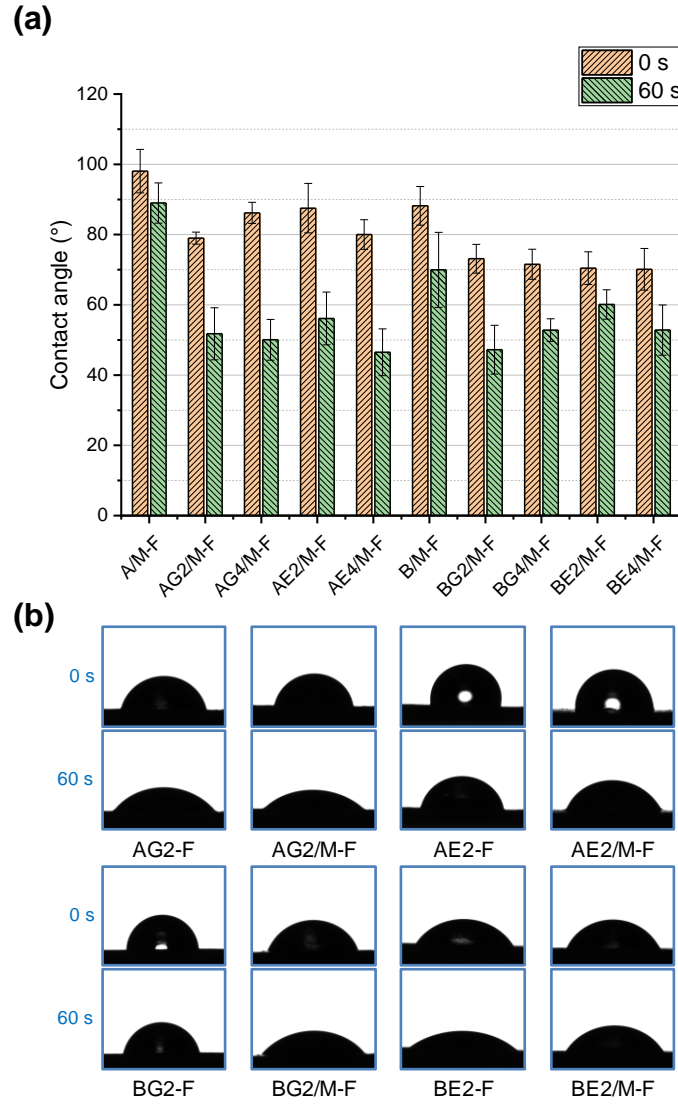 (a)
0 s
60 s
120
100
80
60
40
20
0
Contact angle (°)
A/M-F
AG2/M-F
AG4/M-F
AE2/M-F
AE4/M-F
B/M-F
BG2/M-F
BG4/M-F
BE2/M-F
BE4/M-F
(b)
0 s
60 s
AG2-F AG2/M-F AE2-F AE2/M-F
0 s
60 s
BG2-F BG2/M-F BE2-F BE2/M-F